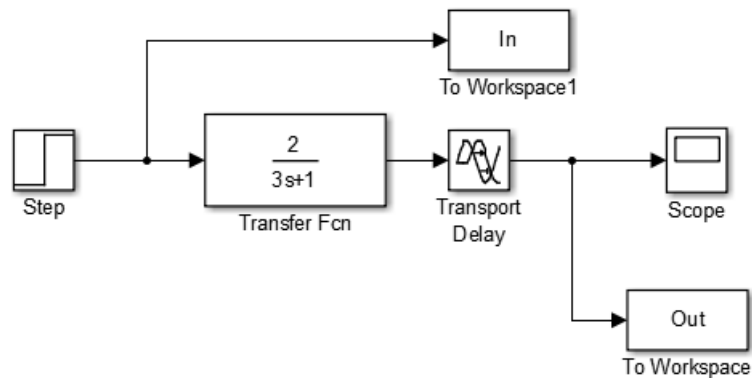 In
To Workspace1
Step
2
3s+1
Transfer Fcn
Transport
Delay
Scope
Out
To Workspace